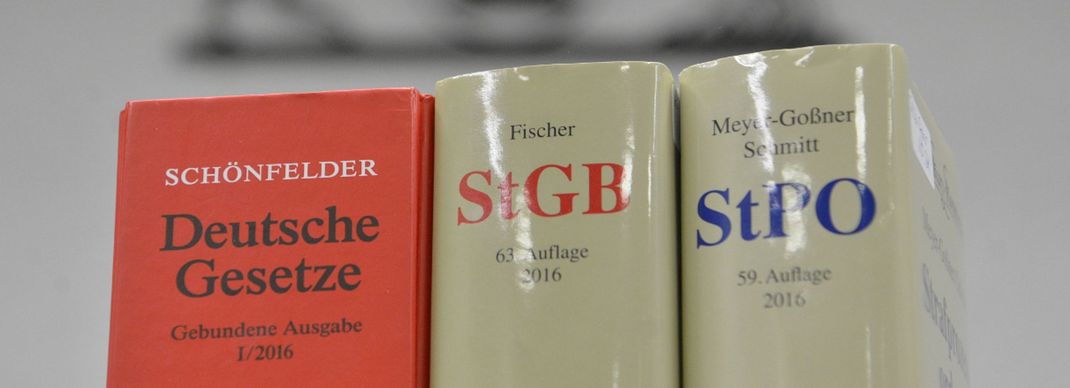 SCHÖNFELDER
Deutsche
Gesetze
Gebundene Ausgabe
I/2016
Fischer
StGB
63. Auflage
2016
Meyer-Goßner
Schmitt
StPO
59. Auflage
2016